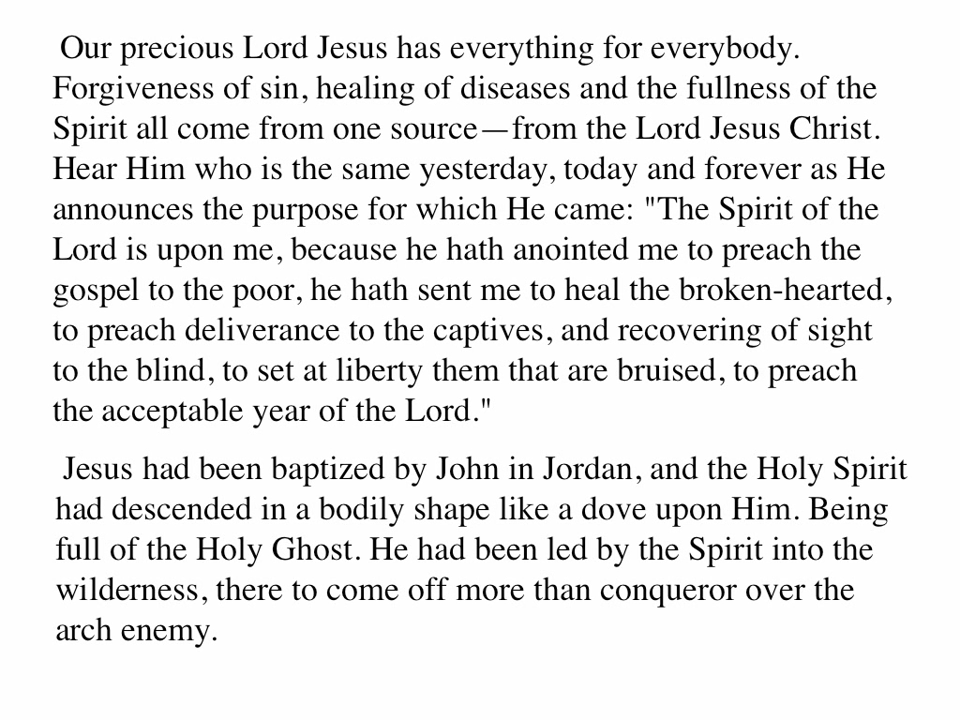 Our precious Lord Jesus has everything for everybody.
Forgiveness of sin, healing of diseases and the fullness of the
Spirit all come from one source—from the Lord Jesus Christ.
Hear Him who is the same yesterday, today and forever as He
announces the purpose for which He came: "The Spirit of the
Lord is upon me, because he hath anointed me to preach the
gospel to the poor, he hath sent me to heal the broken-hearted,
to preach deliverance to the captives, and recovering of sight
to the blind, to set at liberty them that are bruised, to preach
the acceptable year of the Lord."
Jesus had been baptized by John in Jordan, and the Holy Spirit
had descended in a bodily shape like a dove upon Him. Being
full of the Holy Ghost. He had been led by the Spirit into the
wilderness, there to come off more than conqueror over the
arch enemy.